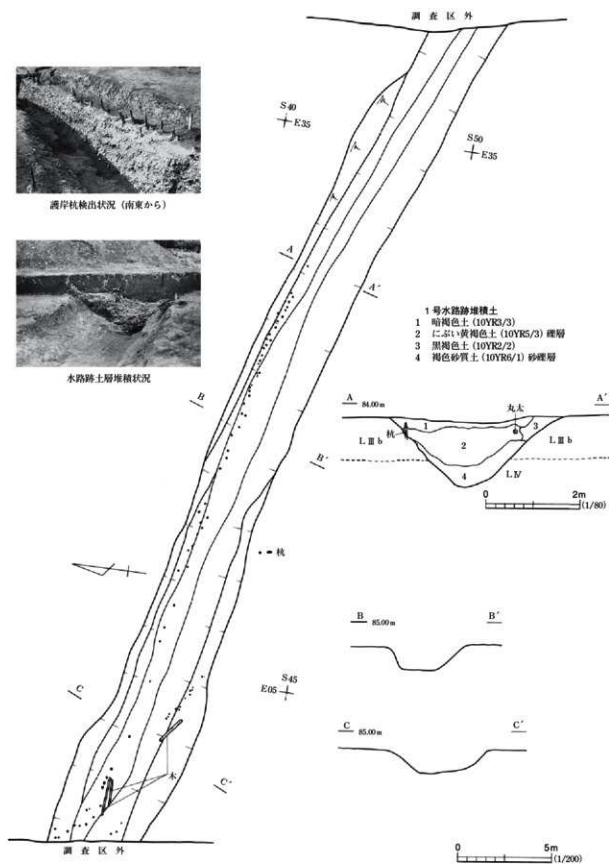 調査区外
S40
E35
S50
E35
護岸杭検出状況（南東から）
水路跡土層堆積状況
A
A′
B
B′
C
C′
杭
S45
E05
木
調査区外
1号水路跡堆積土
1 暗褐色土 (10YR3/3)
2 にぶい黄褐色土 (10YR5/3) 礫層
3 黒褐色土 (10YR2/2)
4 褐色砂質土 (10YR6/1) 砂礫層
A 84.00m A′
丸太
杭
1
2
3
4
LⅢb
LⅢb
LⅣ
0 2m
(1/80)
B 85.00m B′
C 85.00m C′
0 5m
(1/200)